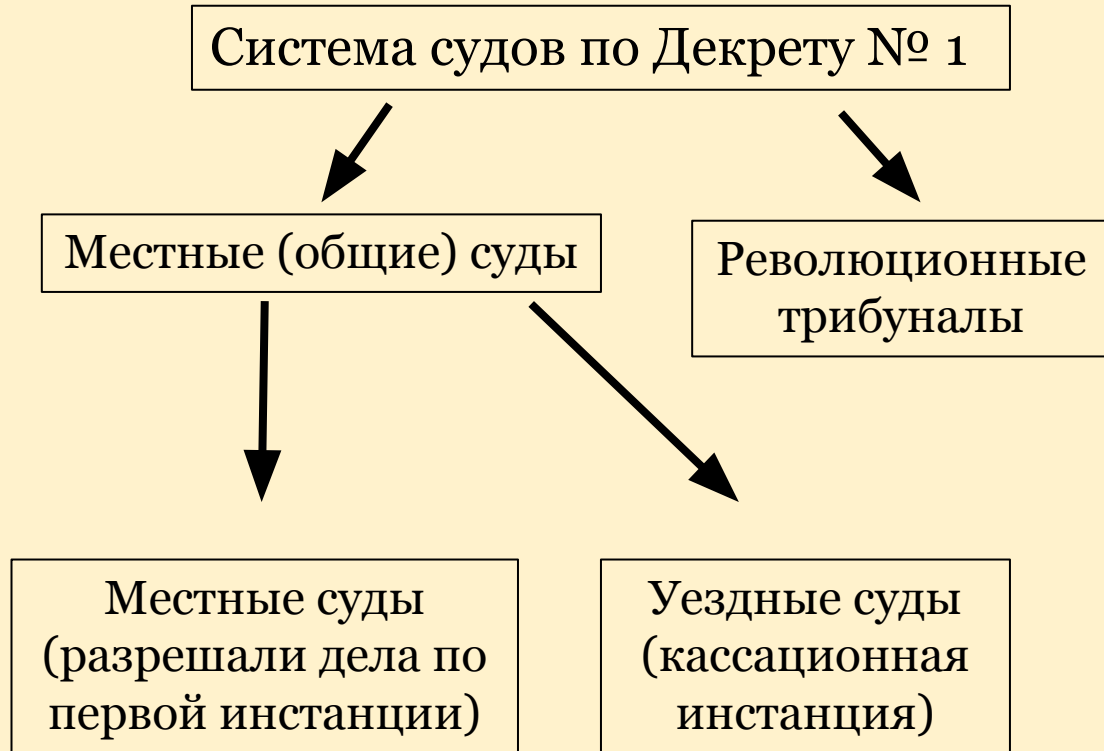 Система судов по Декрету № 1
Местные (общие) суды
Революционные
трибуналы
Местные суды
(разрешали дела по
первой инстанции)
Уездные суды
(кассационная
инстанция)